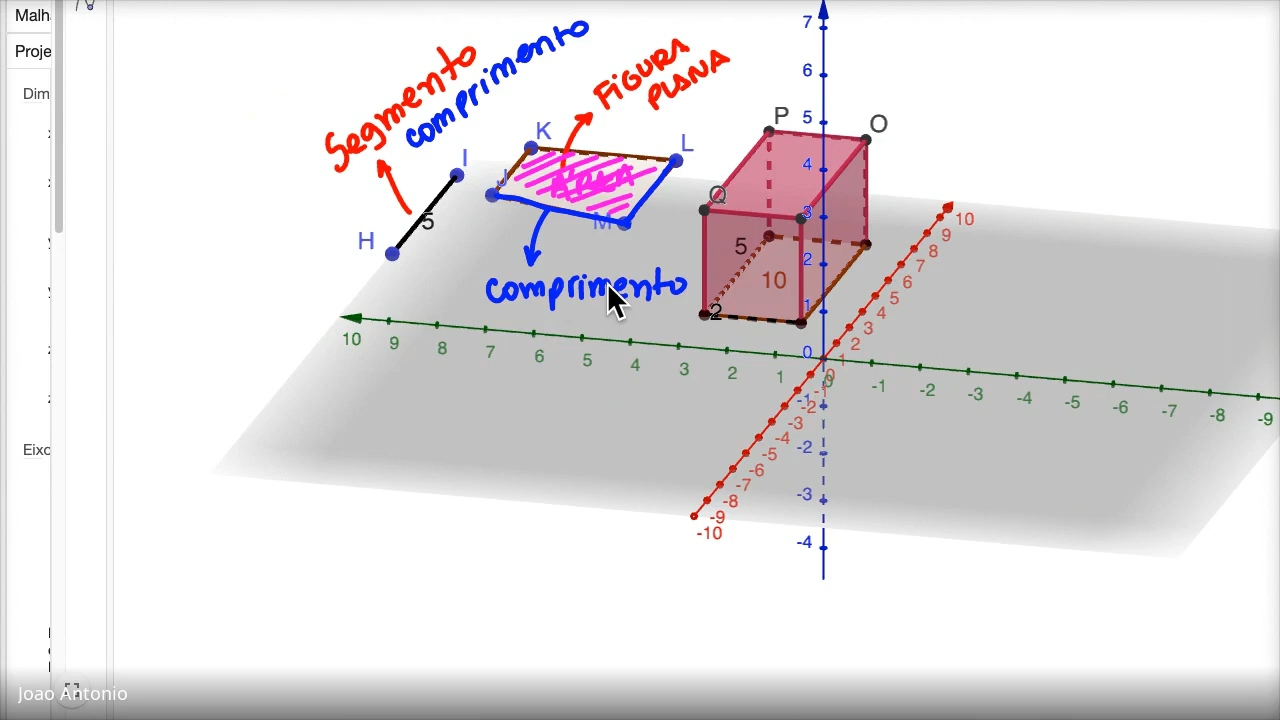 Malh
Proje
Dim
Eixo
Segmento
comprimento
FIGURA
PLANA
ÁREA
comprimento
H
I
5
J
K
L
M
P
O
Q
5
10
2
7
6
5
4
3
2
1
0
-1
-2
-3
-4
10
9
8
7
6
5
4
3
2
1
0
-1
-2
-3
-4
-5
-6
-7
-8
-9
10
9
8
7
6
5
4
3
2
1
0
-1
-2
-3
-4
-5
-6
-7
-8
-9
-10
Joao Antonio